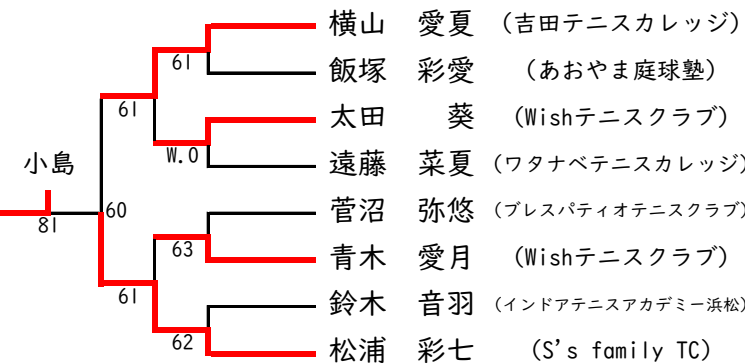 横山 愛夏 (吉田テニスカレッジ)
61
飯塚 彩愛 (あおやま庭球塾)
61
太田 葵 (Wishテニスクラブ)
W.O
小島
遠藤 菜夏 (ワタナベテニスカレッジ)
60
81
菅沼 弥悠 (ブレスパティオテニスクラブ)
63
青木 愛月 (Wishテニスクラブ)
61
鈴木 音羽 (インドアテニスアカデミー浜松)
62
松浦 彩七 (S's family TC)